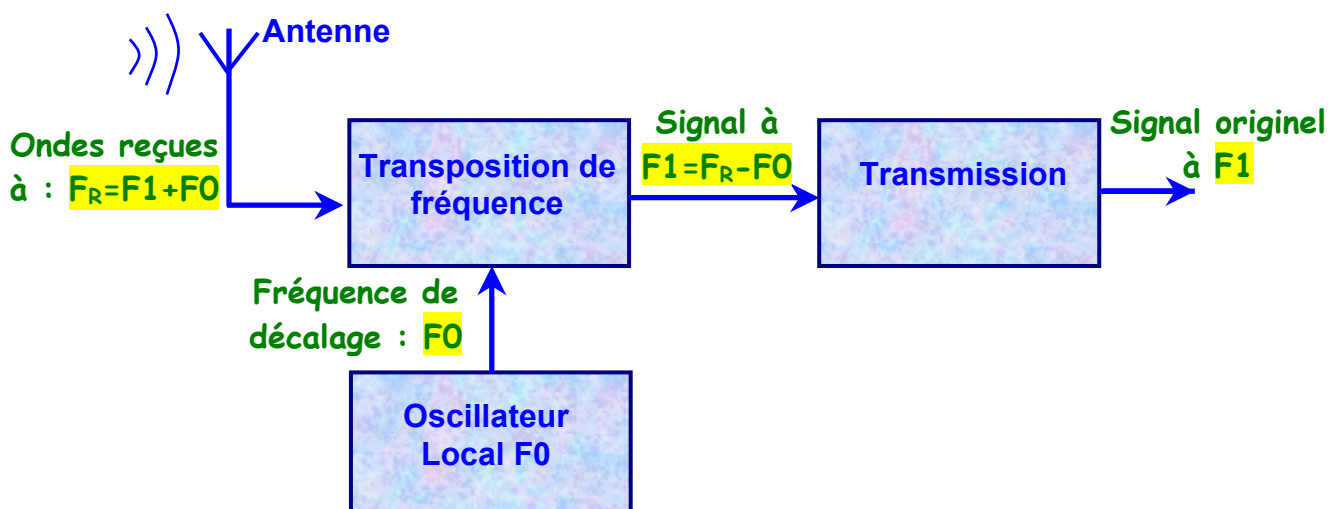 Antenne
Ondes reçues
à : FR=F1+F0
Transposition de
fréquence
Signal à
F1=FR-F0
Transmission
Signal originel
à F1
Fréquence de
décalage : F0
Oscillateur
Local F0